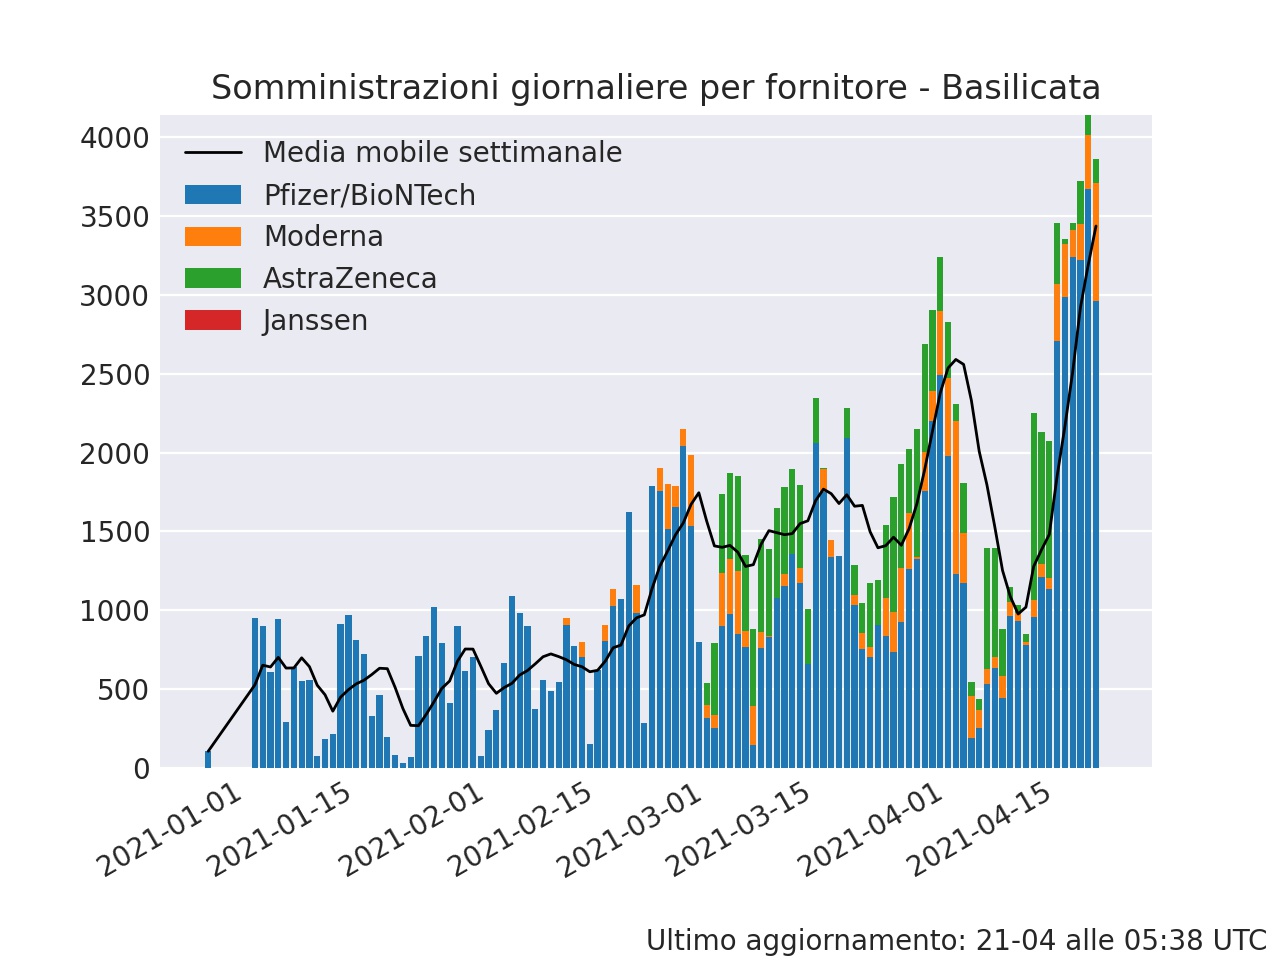 Somministrazioni giornaliere per fornitore - Basilicata
4000
3500
3000
2500
2000
1500
1000
500
0
Media mobile settimanale
Pfizer/BioNTech
Moderna
AstraZeneca
Janssen
2021-01-01
2021-01-15
2021-02-01
2021-02-15
2021-03-01
2021-03-15
2021-04-01
2021-04-15
Ultimo aggiornamento: 21-04 alle 05:38 UTC